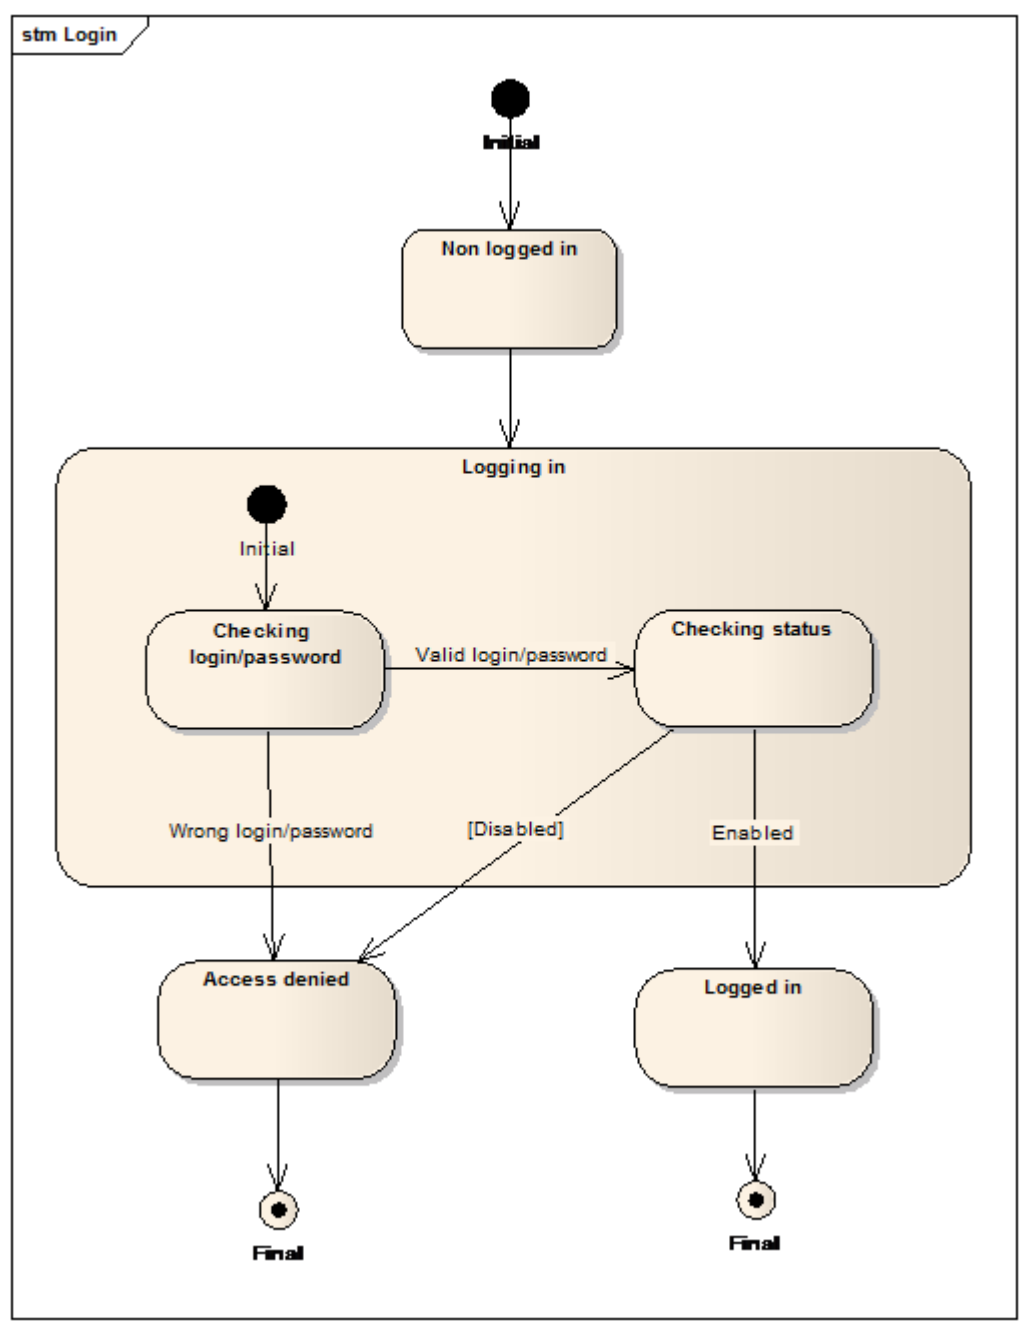 stm Login
Initial
Non logged in
Logging in
Initial
Checking
login/password
Valid login/password
Checking status
Wrong login/password
[Disabled]
Enabled
Access denied
Logged in
Final
Final